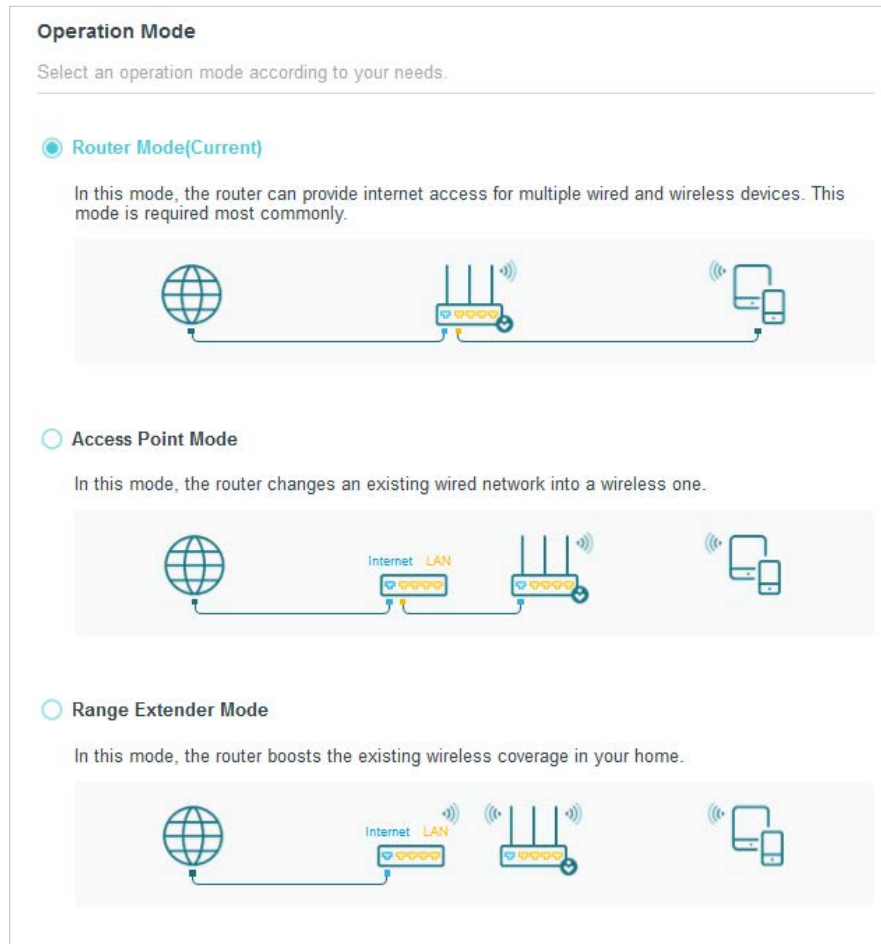 Operation Mode
Select an operation mode according to your needs.
Router Mode(Current)
In this mode, the router can provide internet access for multiple wired and wireless devices. This
mode is required most commonly.
Access Point Mode
In this mode, the router changes an existing wired network into a wireless one.
Internet LAN
Range Extender Mode
In this mode, the router boosts the existing wireless coverage in your home.
Internet LAN